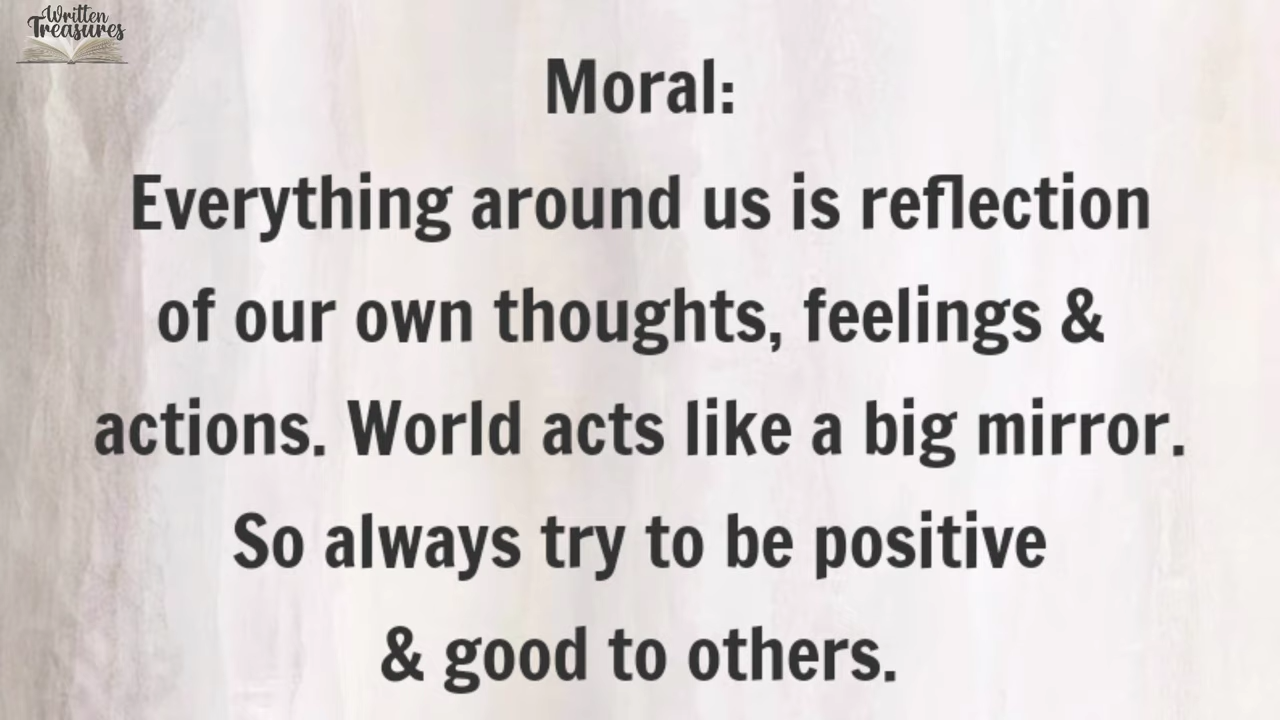 Written
Treasures
Moral:
Everything around us is reflection
of our own thoughts, feelings &
actions. World acts like a big mirror.
So always try to be positive
& good to others.